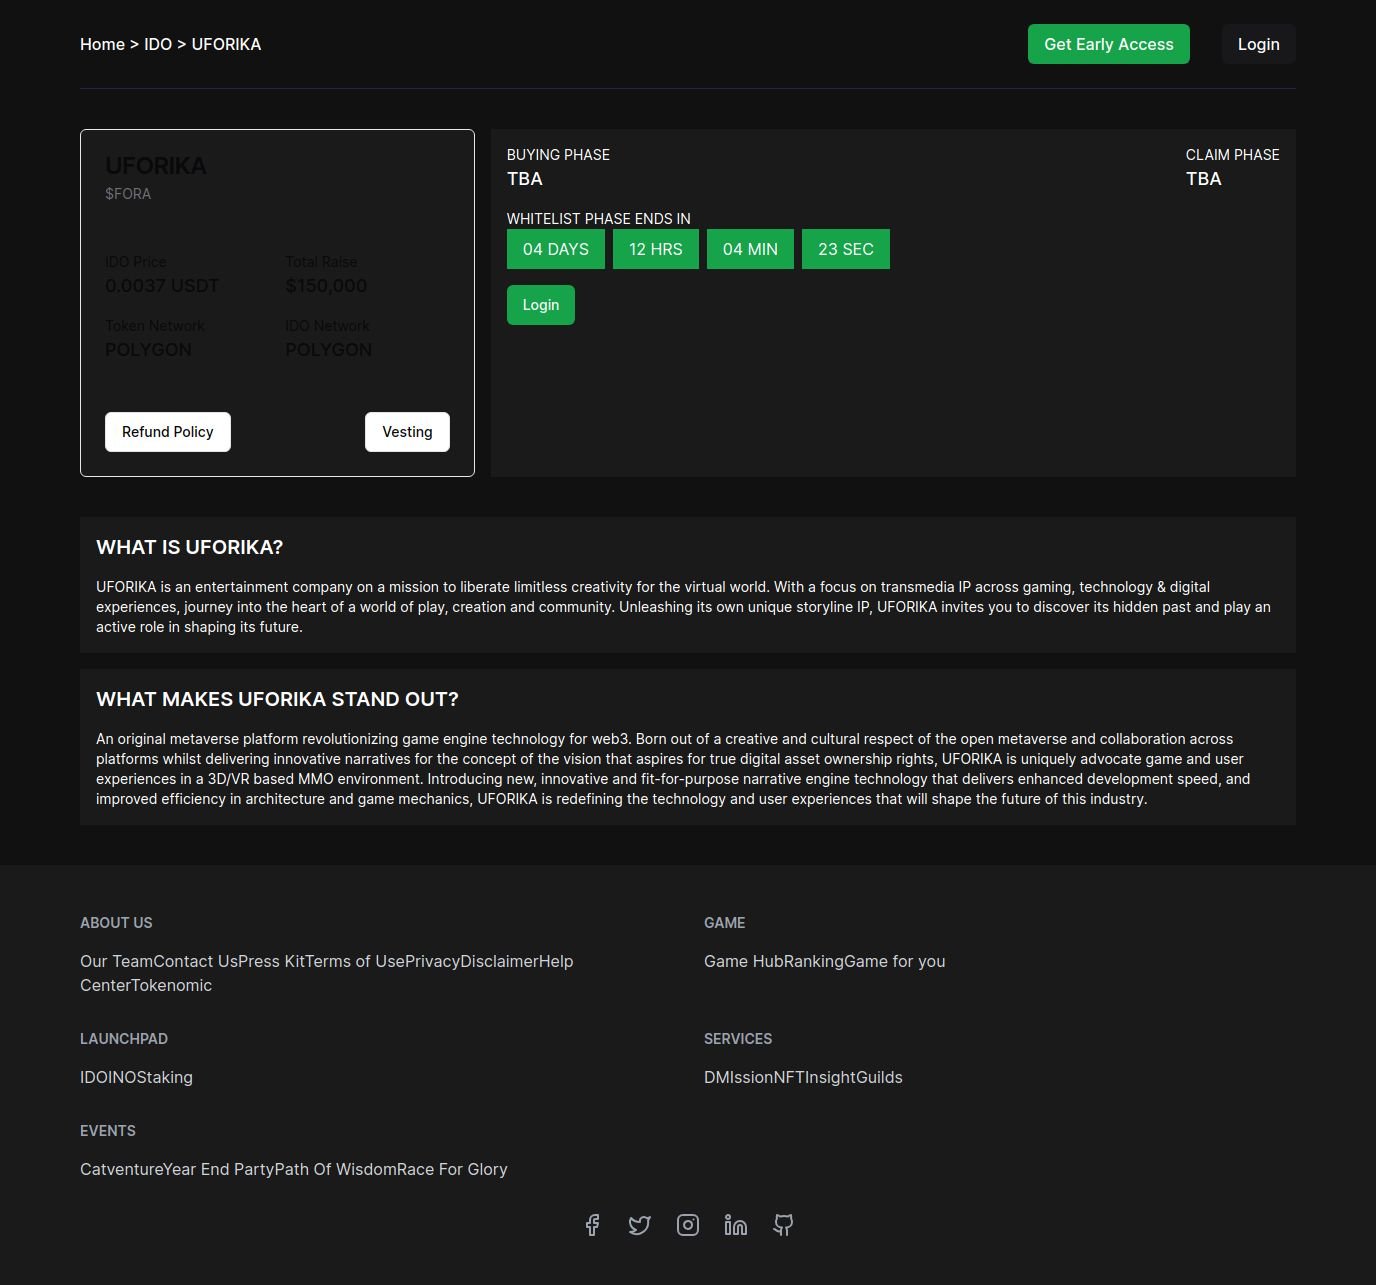 Home > IDO > UFORIKA
Get Early Access
Login
UFORIKA
$FORA
IDO Price
0.0037 USDT
Total Raise
$150,000
Token Network
POLYGON
IDO Network
POLYGON
Refund Policy
Vesting
BUYING PHASE
TBA
CLAIM PHASE
TBA
WHITELIST PHASE ENDS IN
04 DAYS
12 HRS
04 MIN
23 SEC
Login
WHAT IS UFORIKA?
UFORIKA is an entertainment company on a mission to liberate limitless creativity for the virtual world. With a focus on transmedia IP across gaming, technology & digital
experiences, journey into the heart of a world of play, creation and community. Unleashing its own unique storyline IP, UFORIKA invites you to discover its hidden past and play an
active role in shaping its future.
WHAT MAKES UFORIKA STAND OUT?
An original metaverse platform revolutionizing game engine technology for web3. Born out of a creative and cultural respect of the open metaverse and collaboration across
platforms whilst delivering innovative narratives for the concept of the vision that aspires for true digital asset ownership rights, UFORIKA is uniquely advocate game and user
experiences in a 3D/VR based MMO environment. Introducing new, innovative and fit-for-purpose narrative engine technology that delivers enhanced development speed, and
improved efficiency in architecture and game mechanics, UFORIKA is redefining the technology and user experiences that will shape the future of this industry.
ABOUT US
Our TeamContact UsPress KitTerms of UsePrivacyDisclaimerHelp
CenterTokenomic
GAME
Game HubRankingGame for you
LAUNCHPAD
IDOINOStaking
SERVICES
DMIssionNFTInsightGuilds
EVENTS
CatventureYear End PartyPath Of WisdomRace For Glory